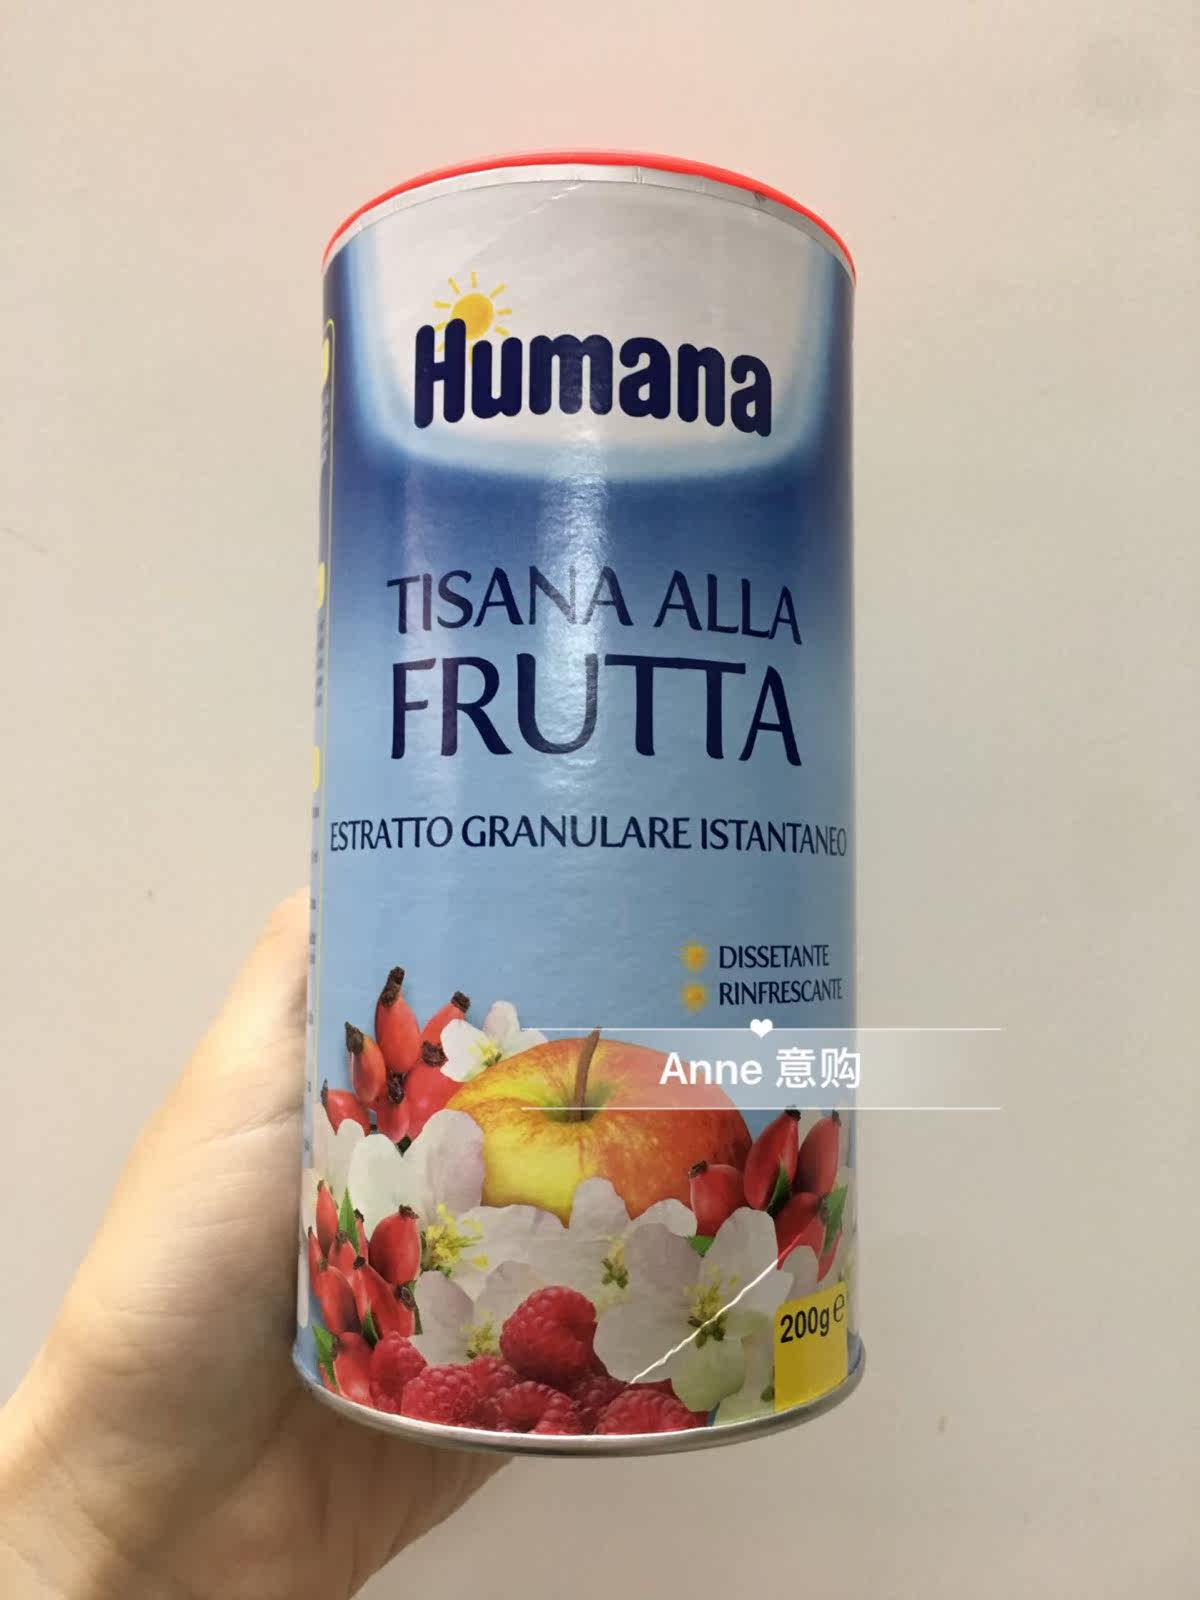 Humana
TISANA ALLA
FRUTTA
ESTRATTO GRANULARE ISTANTANEO
DISSETANTE
RINFRESCANTE
Anne 意购
200g e